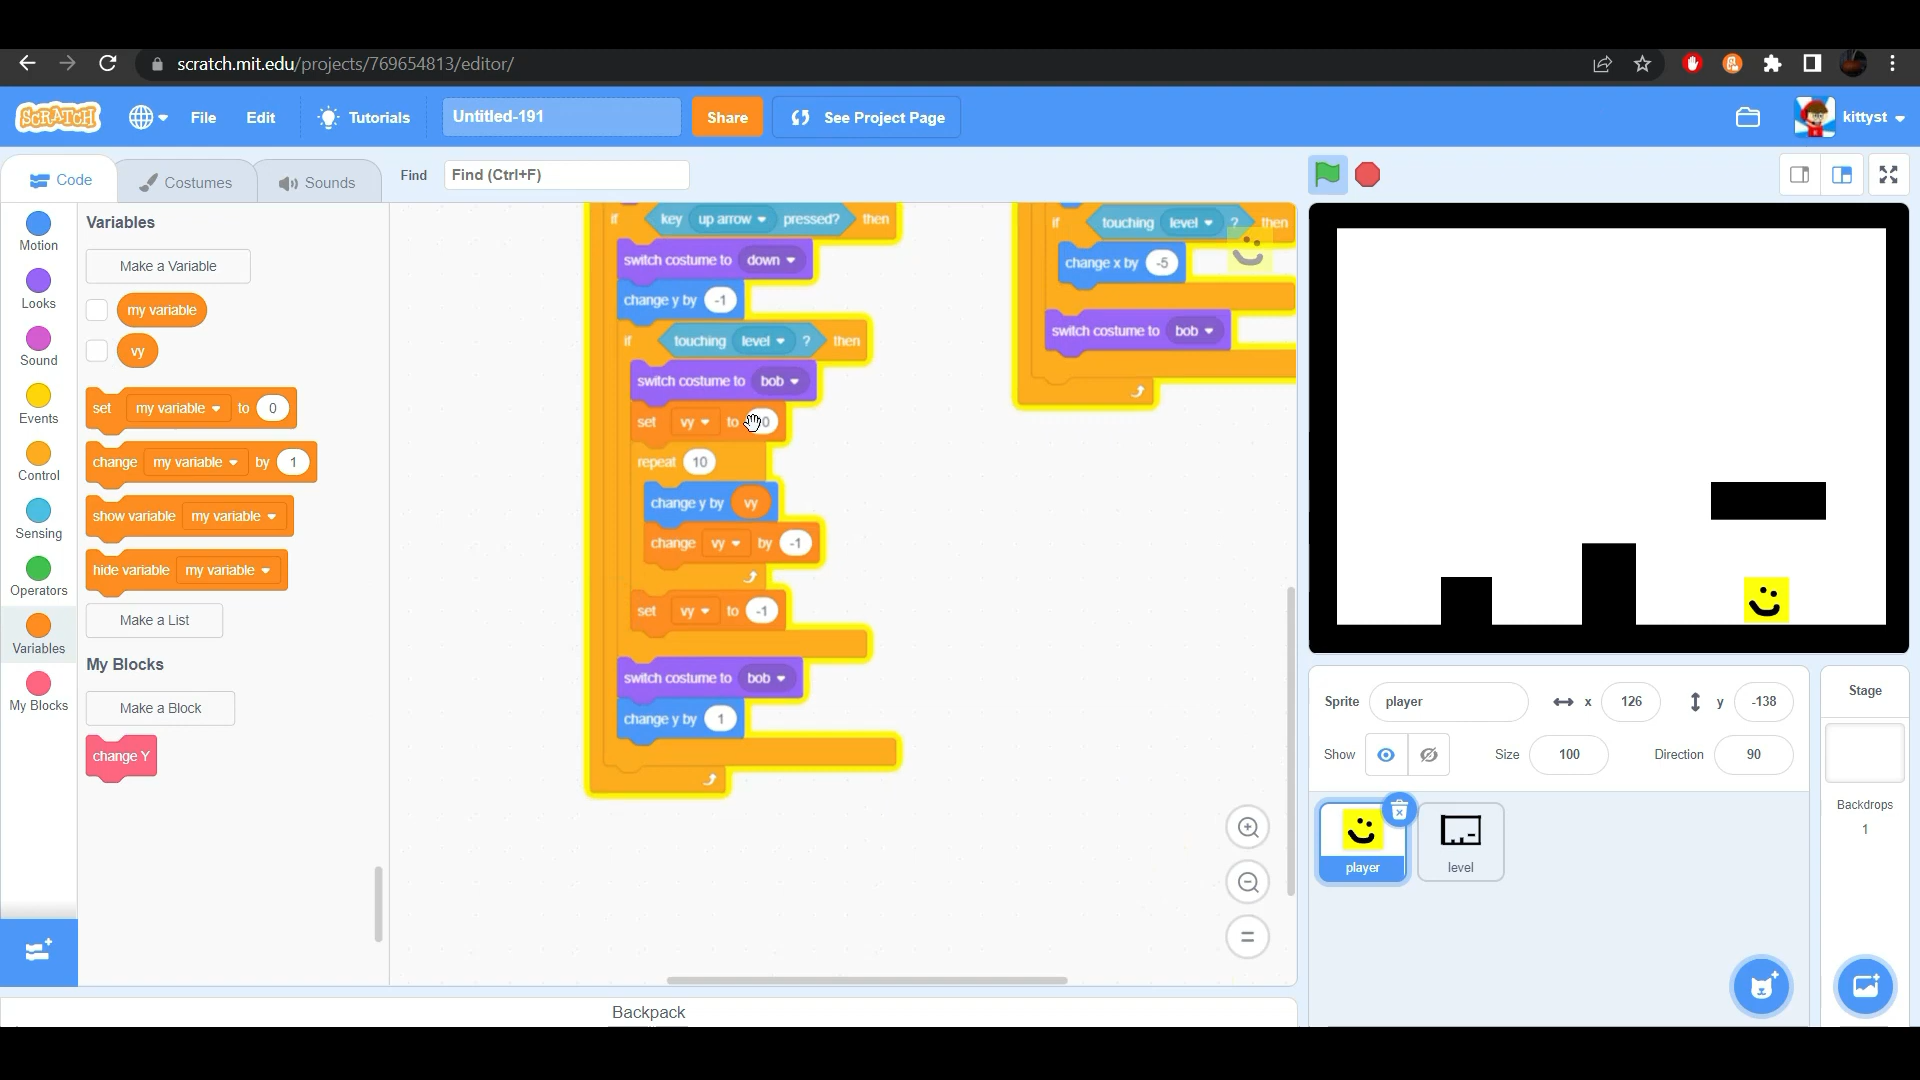 scratch.mit.edu/projects/769654813/editor/
SCRATCH
File
Edit
Tutorials
Untitled-191
Share
See Project Page
kittyst
Code
Costumes
Sounds
Find
Find (Ctrl+F)
Motion
Looks
Sound
Events
Control
Sensing
Operators
Variables
My Blocks
Variables
Make a Variable
my variable
vy
set my variable to 0
change my variable by 1
show variable my variable
hide variable my variable
Make a List
My Blocks
Make a Block
change Y
if key up arrow pressed? then
switch costume to down
change y by -1
if touching level ? then
switch costume to bob
set vy to
repeat 10
change y by vy
change vy by -1
set vy to -1
switch costume to bob
change y by 1
if touching level ? then
change x by -5
switch costume to bob
Sprite player x 126 y -138
Show Size 100 Direction 90
player
level
Stage
Backdrops
1
Backpack